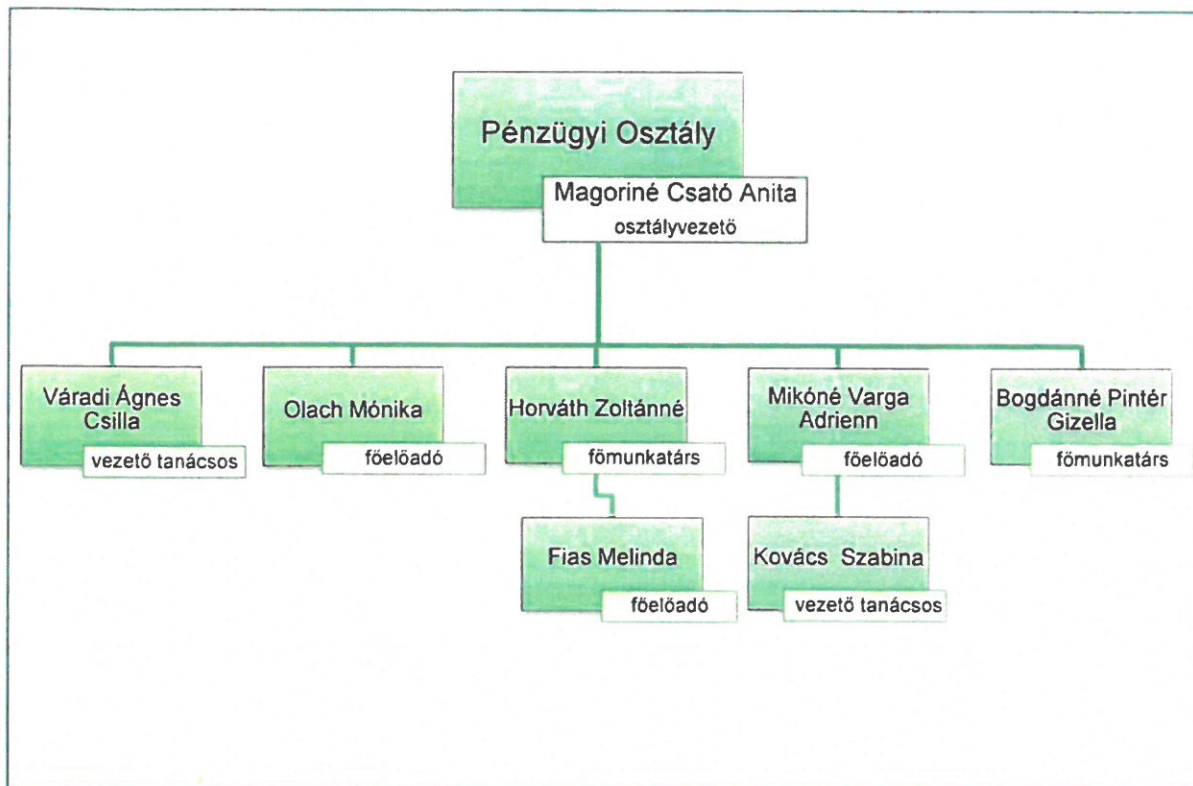 Pénzügyi Osztály
Magoriné Csató Anita
osztályvezető
Váradi Ágnes
Csilla
vezető tanácsos
Olach Mónika
főelőadó
Horváth Zoltánné
főmunkatárs
Mikóné Varga
Adrienn
főelőadó
Bogdánné Pintér
Gizella
főmunkatárs
Fias Melinda
főelőadó
Kovács Szabina
vezető tanácsos